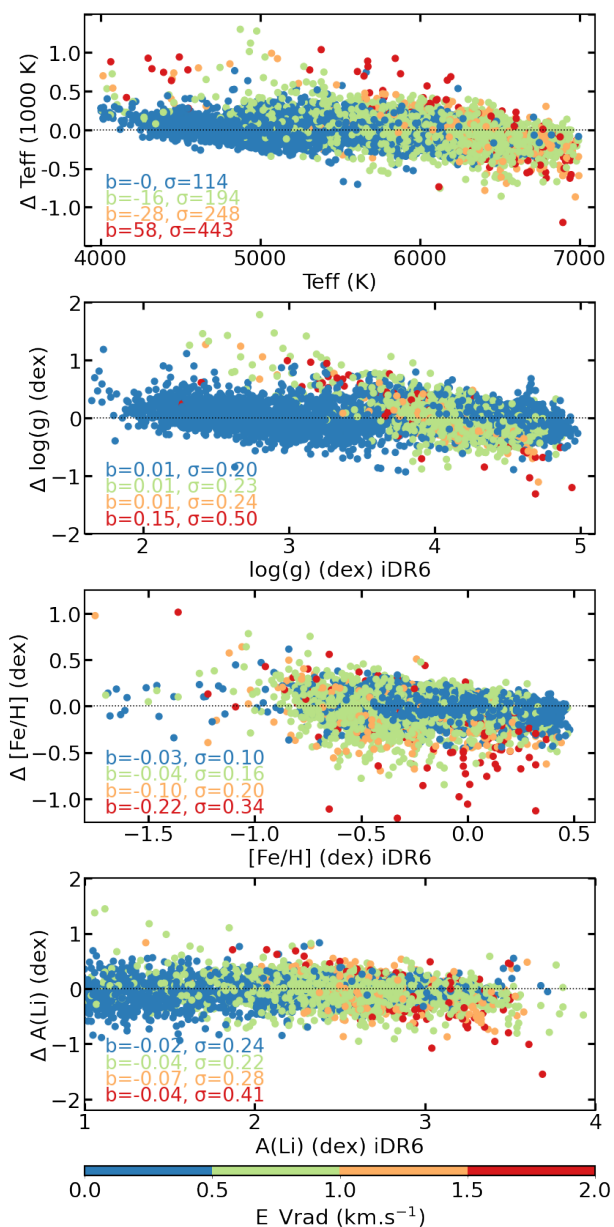 1.0
0.5
0.0
-0.5
-1.0
Δ Teff (1000 K)
b=-0, σ=114
b=-16, σ=194
b=-28, σ=248
b=58, σ=443
4000 5000 6000 7000
Teff (K)
2
1
0
−1
−2
Δ log(g) (dex)
b=0.01, σ=0.20
b=0.01, σ=0.23
b=0.01, σ=0.24
b=0.15, σ=0.50
2 3 4 5
log(g) (dex) iDR6
1.0
0.5
0.0
−0.5
−1.0
Δ [Fe/H] (dex)
b=-0.03, σ=0.10
b=-0.04, σ=0.16
b=-0.10, σ=0.20
b=-0.22, σ=0.34
−1.5 −1.0 −0.5 0.0 0.5
[Fe/H] (dex) iDR6
2
1
0
−1
−2
Δ A(Li) (dex)
b=-0.02, σ=0.24
b=-0.04, σ=0.22
b=-0.07, σ=0.28
b=-0.04, σ=0.41
1 2 3 4
A(Li) (dex) iDR6
0.0 0.5 1.0 1.5 2.0
E_Vrad (km.s⁻¹)